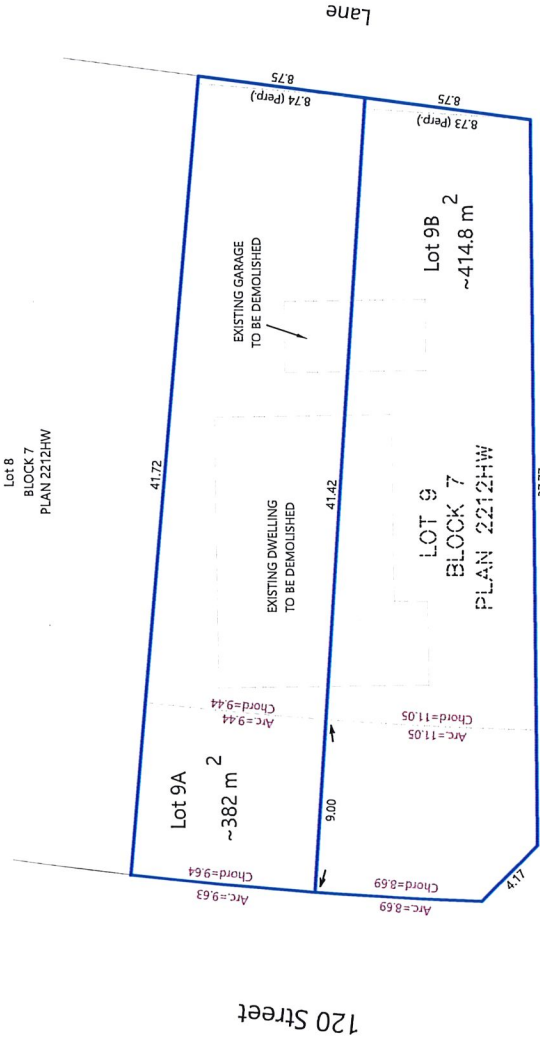 Lane
8.75
8.74 (Perp.)
8.75
8.73 (Perp.)
Lot 9B
~414.8 m2
EXISTING GARAGE
TO BE DEMOLISHED
Lot 8
BLOCK 7
PLAN 2212HW
41.72
41.42
EXISTING DWELLING
TO BE DEMOLISHED
LOT 9
BLOCK 7
PLAN 2212HW
Chord=9.44
Arc.=9.44
Chord=11.05
Arc.=11.05
Lot 9A
~382 m2
9.00
Chord=9.64
Arc.=9.63
Chord=8.69
Arc.=8.69
4.17
120 Street